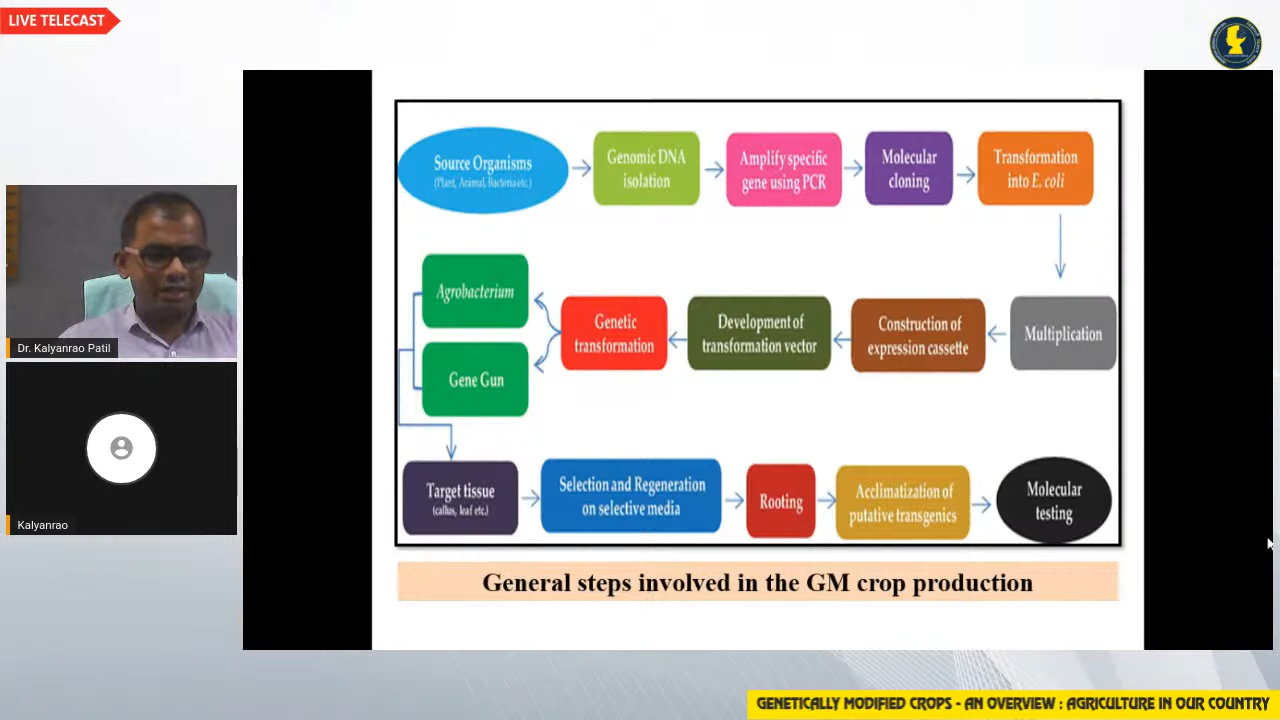 LIVE TELECAST
Source Organisms
(Plant, Animal, Bacteria etc.)
Genomic DNA
isolation
Amplify specific
gene using PCR
Molecular
cloning
Transformation
into E. coli
Agrobacterium
Gene Gun
Genetic
transformation
Development of
transformation vector
Construction of
expression cassette
Multiplication
Target tissue
(callus, leaf etc.)
Selection and Regeneration
on selective media
Rooting
Acclimatization of
putative transgenics
Molecular
testing
General steps involved in the GM crop production
Dr. Kalyanrao Patil
Kalyanrao
GENETICALLY MODIFIED CROPS - AN OVERVIEW : AGRICULTURE IN OUR COUNTRY